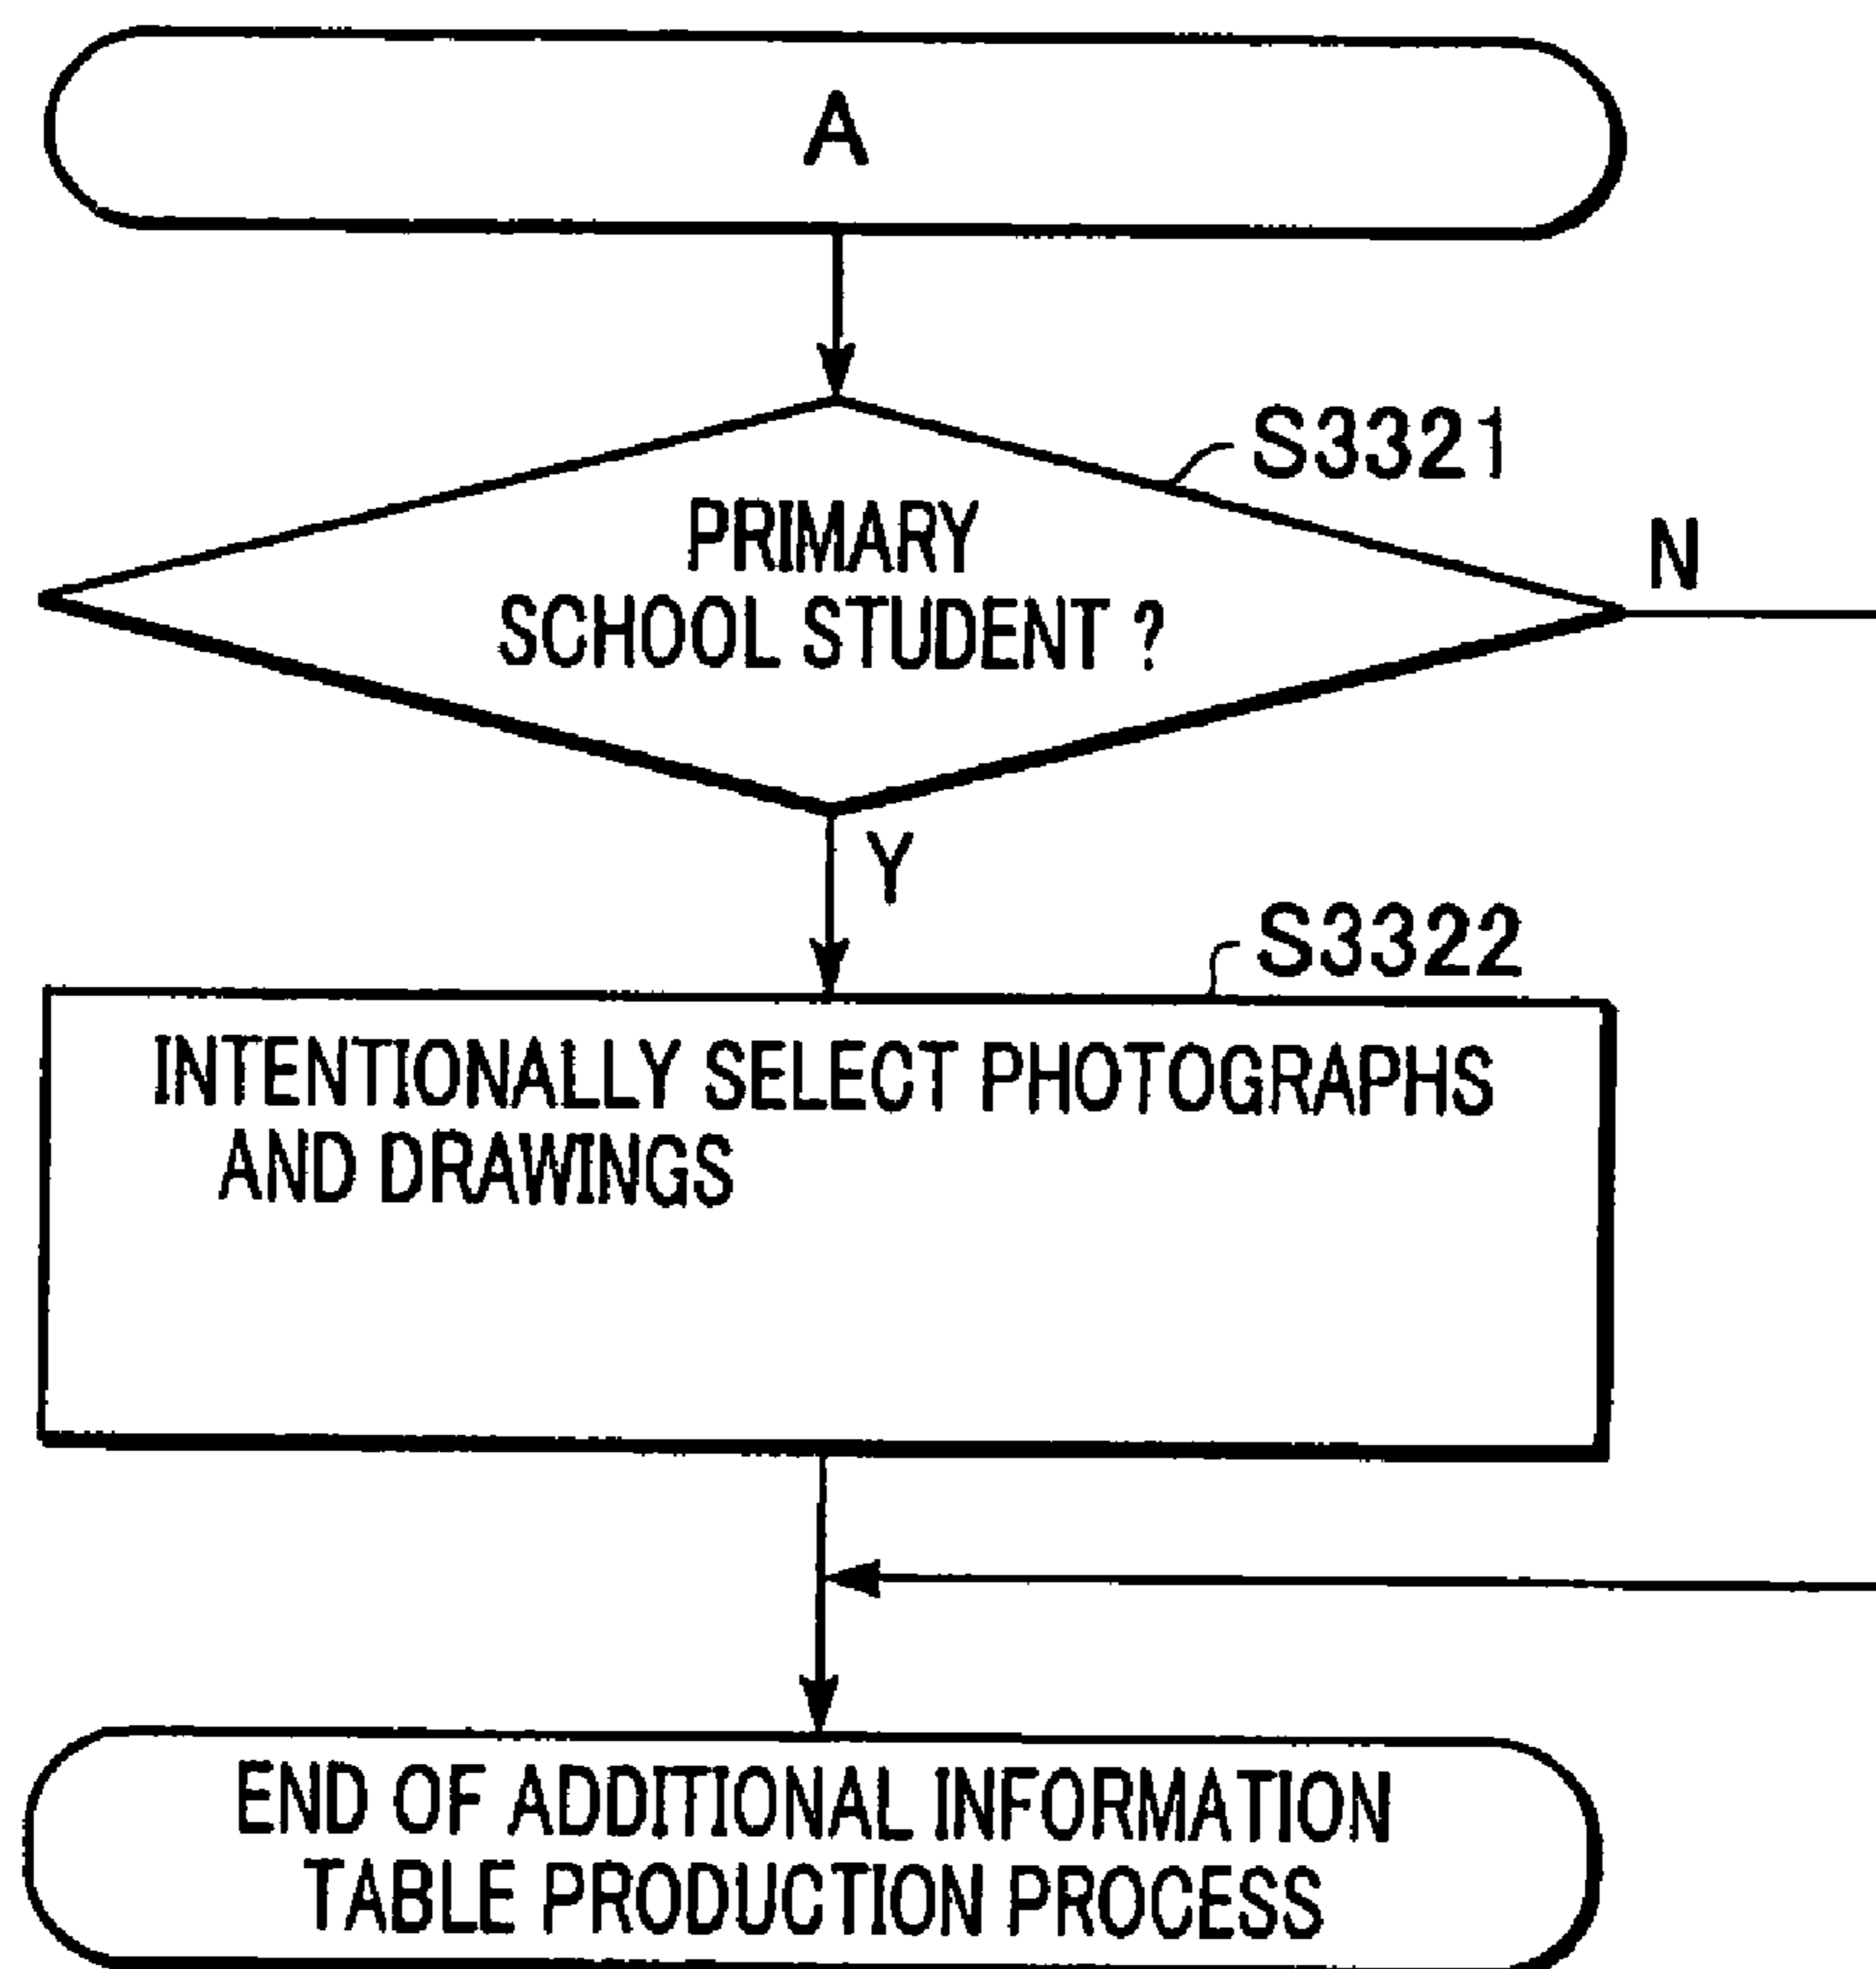 A
S3321
PRIMARY
SCHOOL STUDENT ?
N
Y
S3322
INTENTIONALLY SELECT PHOTOGRAPHS
AND DRAWINGS
END OF ADDITIONAL INFORMATION
TABLE PRODUCTION PROCESS